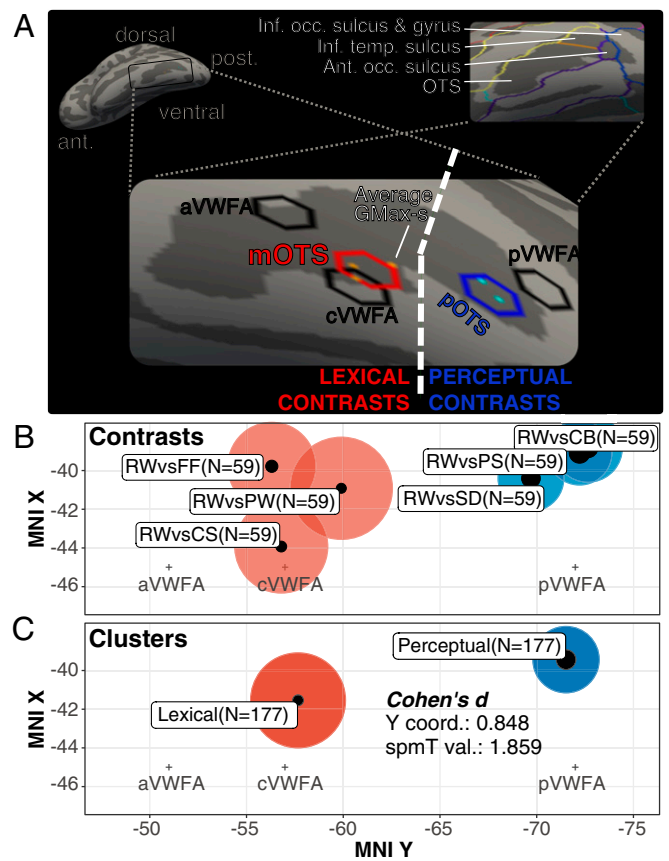 A
dorsal
post.
ventral
ant.
Inf. occ. sulcus & gyrus
Inf. temp. sulcus
Ant. occ. sulcus
OTS
Average
GMax-s
aVWFA
mOTS
cVWFA
pVWFA
pOTS
LEXICAL
CONTRASTS
PERCEPTUAL
CONTRASTS
B
Contrasts
MNI X
-40
-42
-44
-46
RWvsFF(N=59)
RWvsPW(N=59)
RWvsCS(N=59)
RWvsCB(N=59)
RWvsPS(N=59)
RWvsSD(N=59)
aVWFA
cVWFA
pVWFA
C
Clusters
MNI X
-40
-42
-44
-46
Perceptual(N=177)
Lexical(N=177)
Cohen's d
Y coord.: 0.848
spmT val.: 1.859
aVWFA
cVWFA
pVWFA
-50 -55 -60 -65 -70 -75
MNI Y